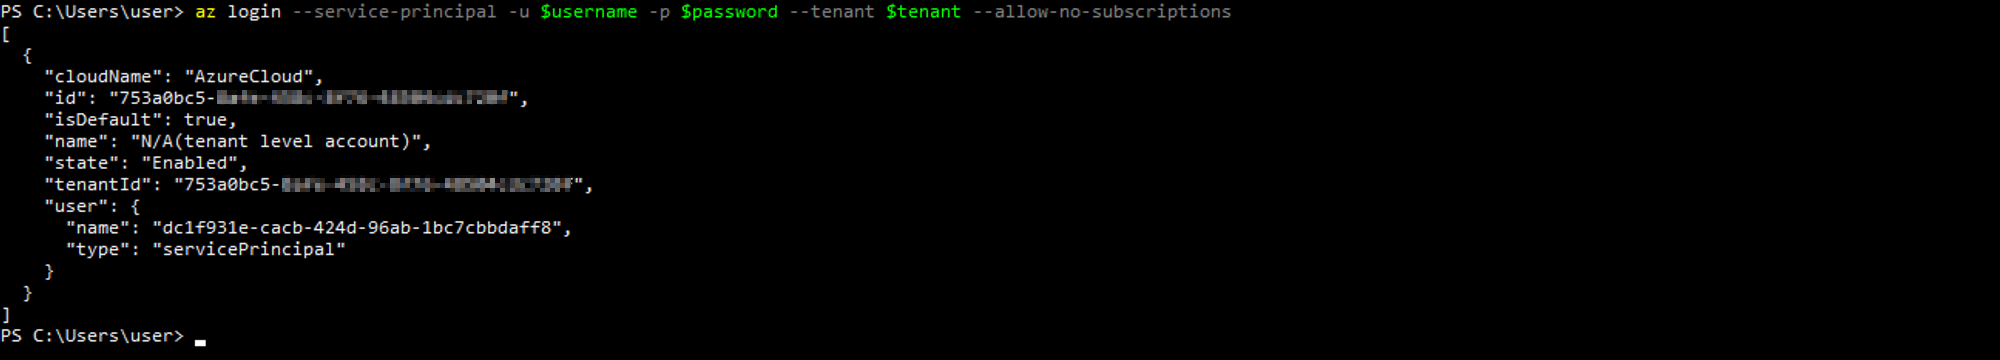 PS C:\Users\user> az login --service-principal -u $username -p $password --tenant $tenant --allow-no-subscriptions
[
  {
    "cloudName": "AzureCloud",
    "id": "753a0bc5-",
    "isDefault": true,
    "name": "N/A(tenant level account)",
    "state": "Enabled",
    "tenantId": "753a0bc5-",
    "user": {
      "name": "dc1f931e-cacb-424d-96ab-1bc7cbbdaff8",
      "type": "servicePrincipal"
    }
  }
]
PS C:\Users\user>